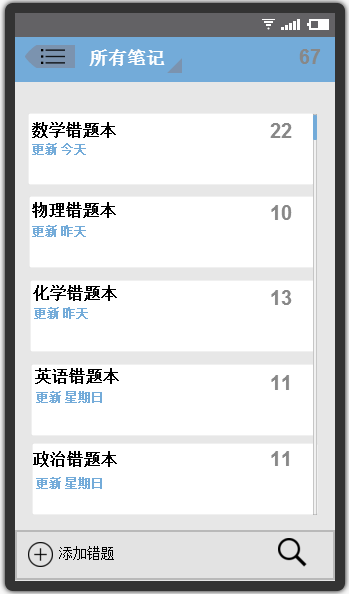 所有笔记 67
数学错题本 22
更新 今天
物理错题本 10
更新 昨天
化学错题本 13
更新 昨天
英语错题本 11
更新 星期日
政治错题本 11
更新 星期日
添加错题